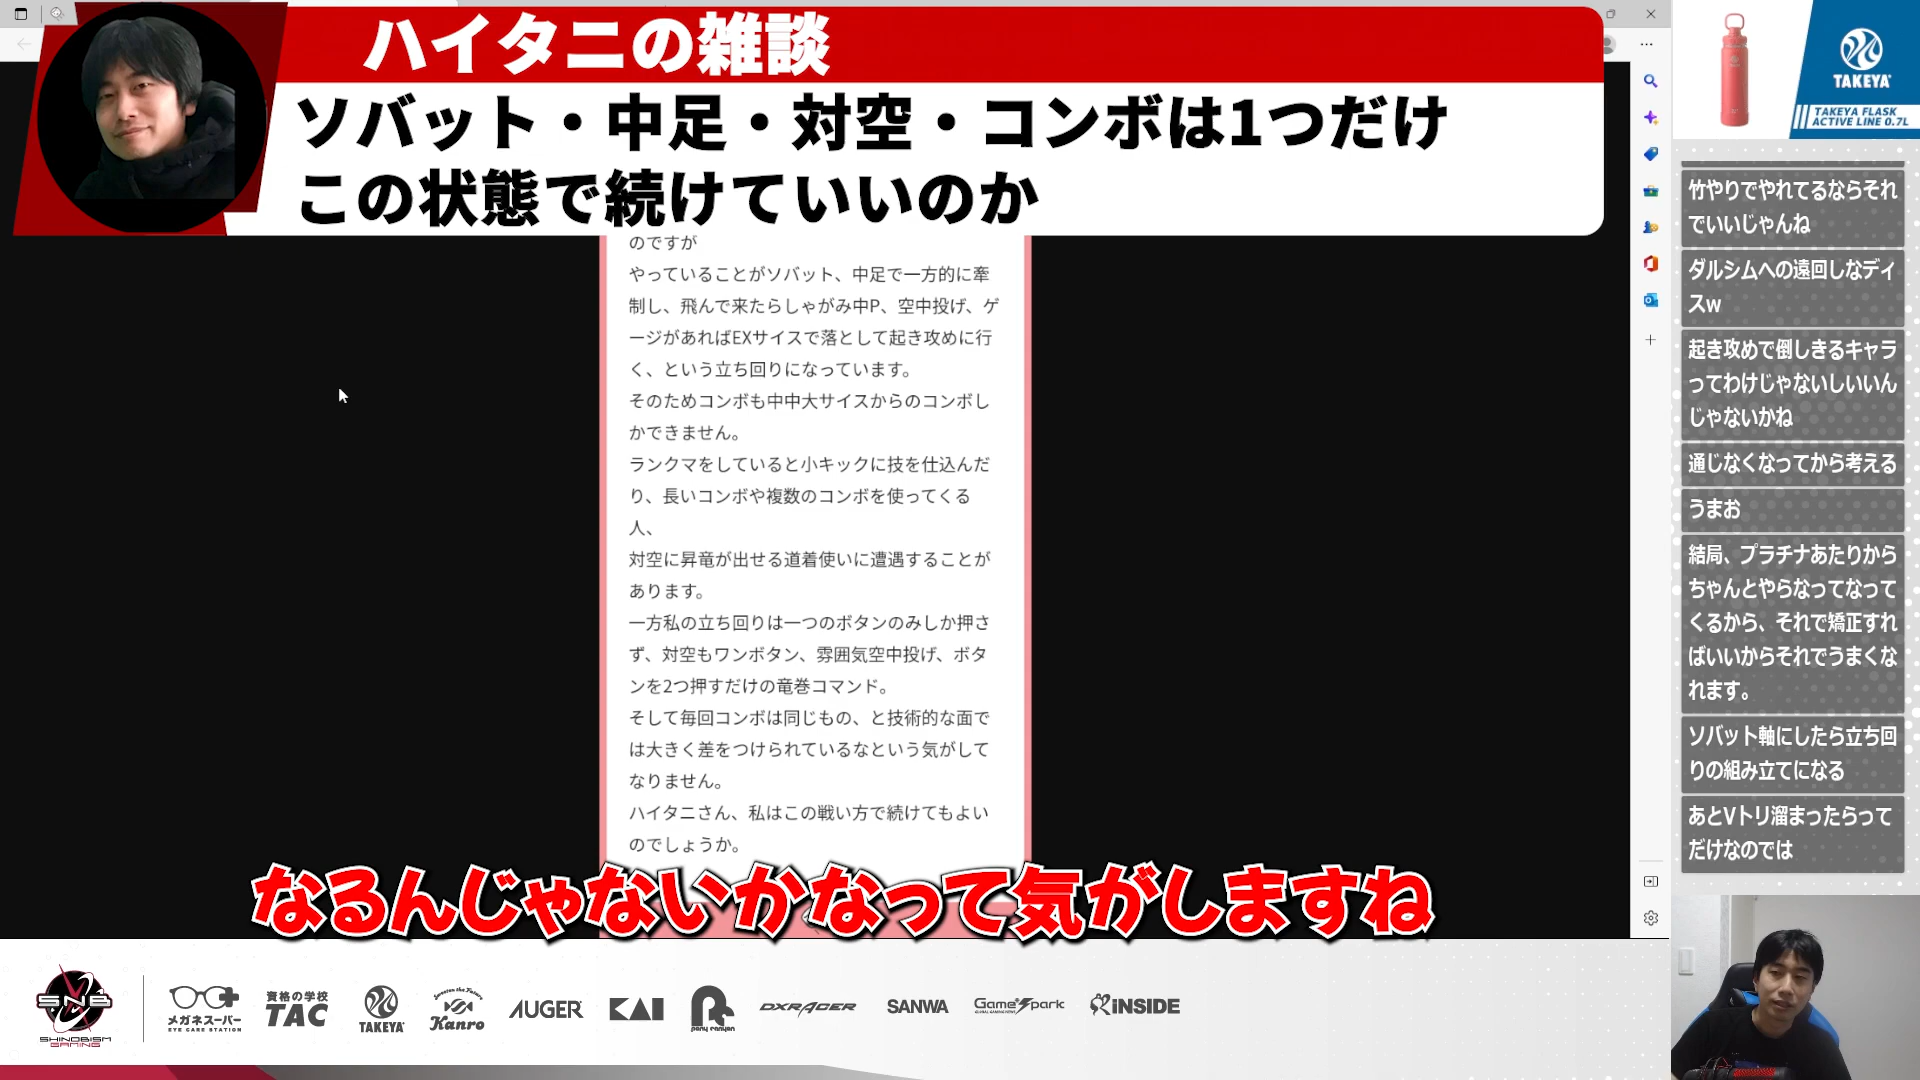 ハイタニの雑談
ソバット・中足・対空・コンボは1つだけ
この状態で続けていいのか
のですが
やっていることがソバット、中足で一方的に牽
制し、飛んで来たらしゃがみ中P、空中投げ、ゲ
ージがあればEXサイスで落として起き攻めに行
く、という立ち回りになっています。
そのためコンボも中中大サイスからのコンボし
かできません。
ランクマをしていると小キックに技を仕込んだ
り、長いコンボや複数のコンボを使ってくる
人、
対空に昇竜が出せる道着使いに遭遇することが
あります。
一方私の立ち回りは一つのボタンのみしか押さ
ず、対空もワンボタン、雰囲気空中投げ、ボタ
ンを2つ押すだけの竜巻コマンド。
そして毎回コンボは同じもの、と技術的な面で
は大きく差をつけられているなという気がして
なりません。
ハイタニさん、私はこの戦い方で続けてもよい
のでしょうか。
なるんじゃないかなって気がしますね
TAKEYA
TAKEYA FLASK
ACTIVE LINE 0.7L
竹やりでやれてるならそれ
でいいじゃんね
ダルシムへの遠回しなディ
スw
起き攻めで倒しきるキャラ
ってわけじゃないしいいん
じゃないかね
通じなくなってから考える
うまお
結局、プラチナあたりから
ちゃんとやらなってなって
くるから、それで矯正すれ
ばいいからそれでうまくな
れます。
ソバット軸にしたら立ち回
りの組み立てになる
あとVトリ溜まったらって
だけなのでは
SNB
SHINOBISM
GAMING
メガネスーパー
EYE CARE STATION
資格の学校
TAC
TAKEYA
Sweeten the Future
Kanro
AUGER
KAI
pony canyon
DXRACER
SANWA
Game*Spark
iNSIDE